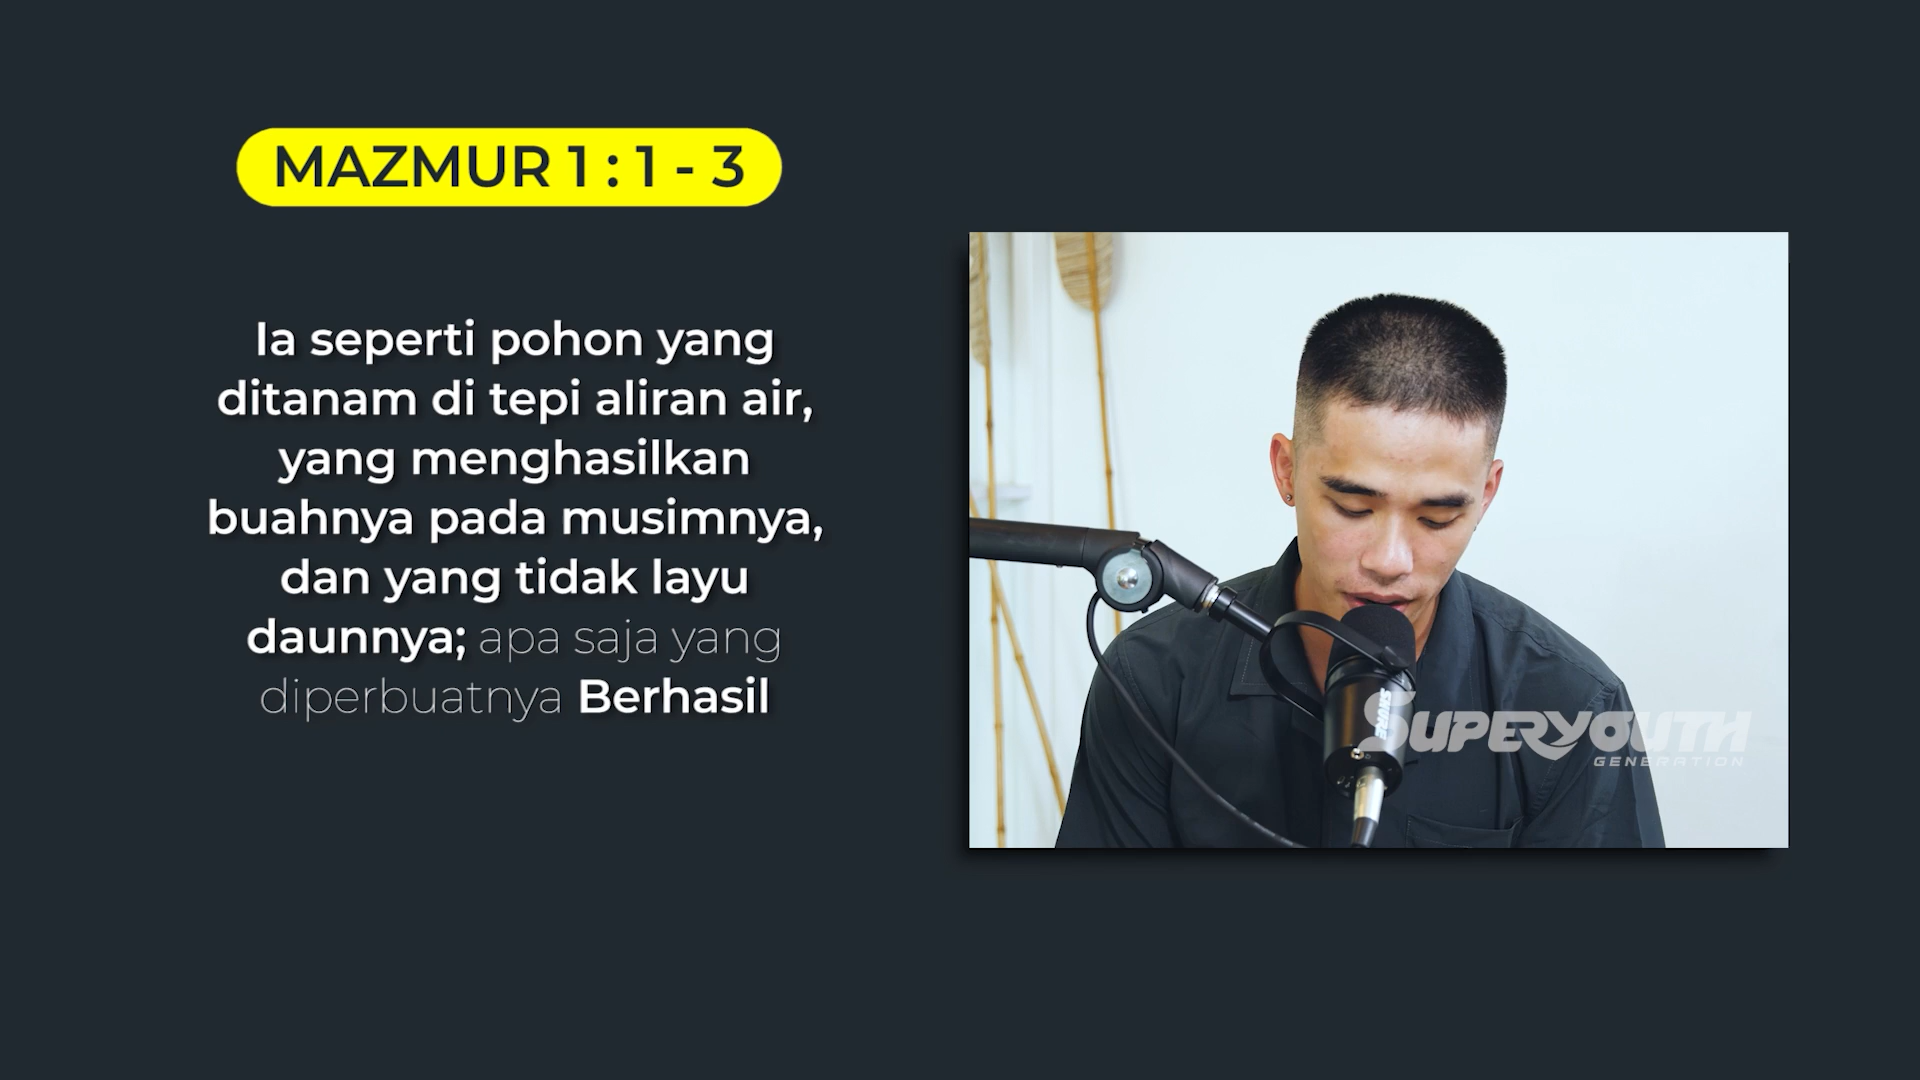 MAZMUR 1 : 1 - 3
Ia seperti pohon yang
ditanam di tepi aliran air,
yang menghasilkan
buahnya pada musimnya,
dan yang tidak layu
daunnya; apa saja yang
diperbuatnya Berhasil
SHURE
SUPERYOUTH
GENERATION